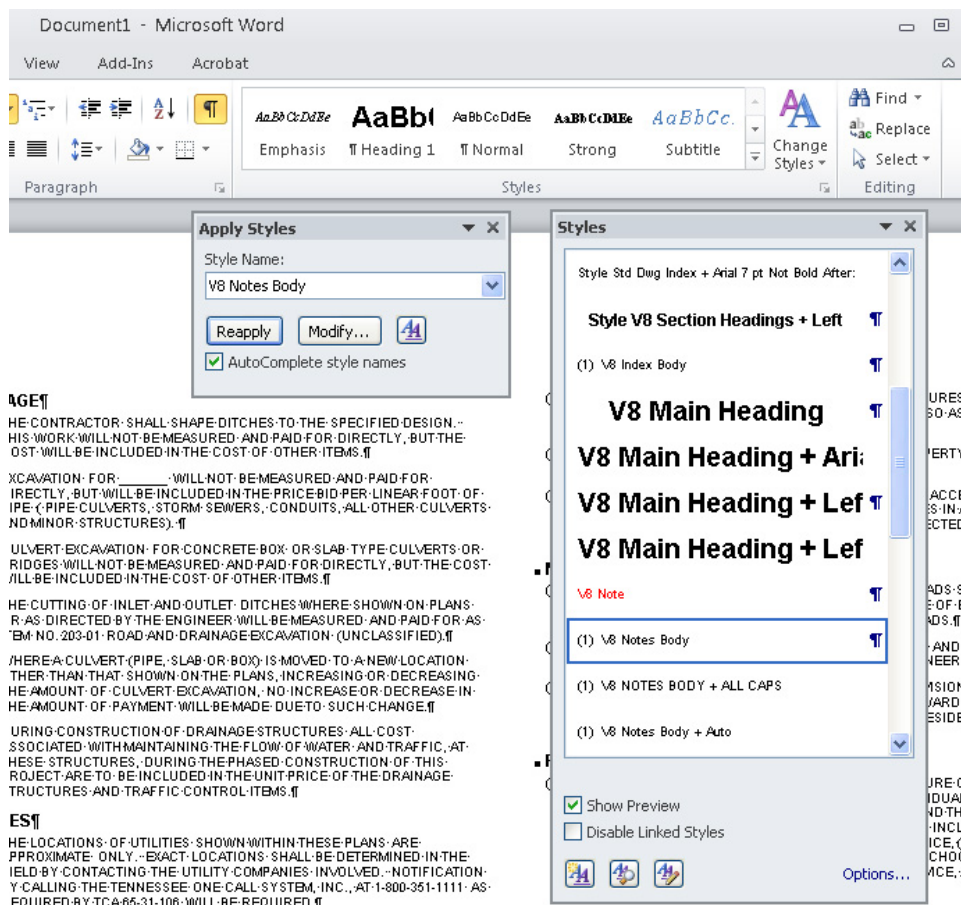 Document1 - Microsoft Word
View Add-Ins Acrobat
AaBbCcDdEe AaBb( AaBbCcDdEe AaBbCcDdEe AaBbCc.
Emphasis ¶ Heading 1 ¶ Normal Strong Subtitle
Change Styles
Find
Replace
Select
Paragraph Styles Editing
Apply Styles
Style Name:
V8 Notes Body
Reapply Modify...
AutoComplete style names
Styles
Style Std Dwg Index + Arial 7 pt Not Bold After:
Style V8 Section Headings + Left ¶
(1) V8 Index Body ¶
V8 Main Heading ¶
V8 Main Heading + Aria
V8 Main Heading + Lef ¶
V8 Main Heading + Lef
V8 Note ¶
(1) V8 Notes Body ¶
(1) V8 NOTES BODY + ALL CAPS
(1) V8 Notes Body + Auto
Show Preview
Disable Linked Styles
Options...
AGE¶
HE·CONTRACTOR·SHALL·SHAPE·DITCHES·TO·THE·SPECIFIED·DESIGN.··
HIS·WORK·WILL·NOT·BE·MEASURED·AND·PAID·FOR·DIRECTLY,·BUT·THE·
OST·WILL·BE·INCLUDED·IN·THE·COST·OF·OTHER·ITEMS.¶
XCAVATION·FOR·_______·WILL·NOT·BE·MEASURED·AND·PAID·FOR·
IRECTLY,·BUT·WILL·BE·INCLUDED·IN·THE·PRICE·BID·PER·LINEAR·FOOT·OF·
IPE·(·PIPE·CULVERTS,·STORM·SEWERS,·CONDUITS,·ALL·OTHER·CULVERTS·
ND·MINOR·STRUCTURES).·¶
ULVERT·EXCAVATION·FOR·CONCRETE·BOX·OR·SLAB·TYPE·CULVERTS·OR·
RIDGES·WILL·NOT·BE·MEASURED·AND·PAID·FOR·DIRECTLY,·BUT·THE·COST·
/ILL·BE·INCLUDED·IN·THE·COST·OF·OTHER·ITEMS.¶
HE·CUTTING·OF·INLET·AND·OUTLET·DITCHES·WHERE·SHOWN·ON·PLANS·
R·AS·DIRECTED·BY·THE·ENGINEER·WILL·BE·MEASURED·AND·PAID·FOR·AS·
TEM·NO.·203-01·ROAD·AND·DRAINAGE·EXCAVATION·(UNCLASSIFIED).¶
/HERE·A·CULVERT·(PIPE,·SLAB·OR·BOX)·IS·MOVED·TO·A·NEW·LOCATION·
THER·THAN·THAT·SHOWN·ON·THE·PLANS,·INCREASING·OR·DECREASING·
HE·AMOUNT·OF·CULVERT·EXCAVATION,·NO·INCREASE·OR·DECREASE·IN·
HE·AMOUNT·OF·PAYMENT·WILL·BE·MADE·DUE·TO·SUCH·CHANGE.¶
URING·CONSTRUCTION·OF·DRAINAGE·STRUCTURES·ALL·COST·
SSOCIATED·WITH·MAINTAINING·THE·FLOW·OF·WATER·AND·TRAFFIC,·AT·
HESE·STRUCTURES,·DURING·THE·PHASED·CONSTRUCTION·OF·THIS·
ROJECT·ARE·TO·BE·INCLUDED·IN·THE·UNIT·PRICE·OF·THE·DRAINAGE·
TRUCTURES·AND·TRAFFIC·CONTROL·ITEMS.¶
ES¶
HE·LOCATIONS·OF·UTILITIES·SHOWN·WITHIN·THESE·PLANS·ARE·
PPROXIMATE·ONLY.··EXACT·LOCATIONS·SHALL·BE·DETERMINED·IN·THE·
IELD·BY·CONTACTING·THE·UTILITY·COMPANIES·INVOLVED.··NOTIFICATION·
Y·CALLING·THE·TENNESSEE·ONE·CALL·SYSTEM,·INC.,·AT·1-800-351-1111·AS·
EQUIRED·BY·TCA·65-31-106·WILL·BE·REQUIRED.¶